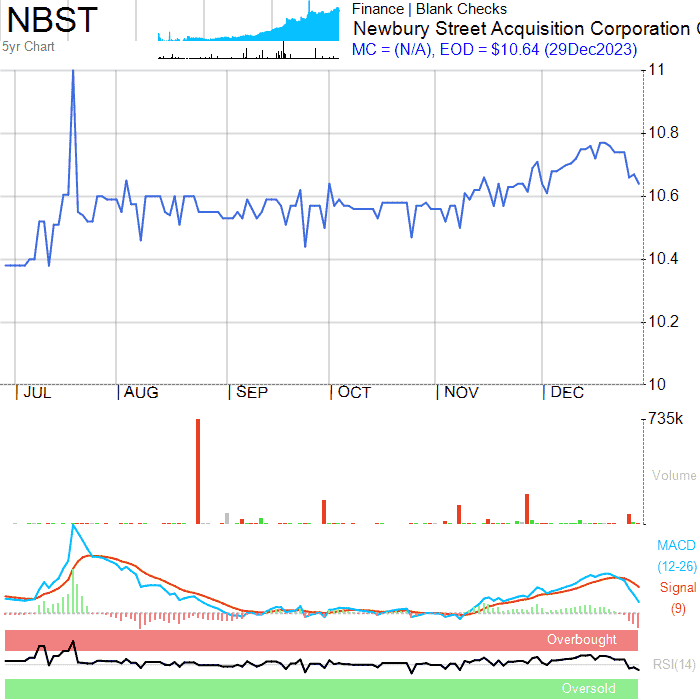 NBST
5yr Chart
Finance | Blank Checks
Newbury Street Acquisition Corporation
MC = (N/A), EOD = $10.64 (29Dec2023)
11
10.8
10.6
10.4
10.2
10
JUL AUG SEP OCT NOV DEC
735k
Volume
MACD
(12-26)
Signal
(9)
Overbought
RSI(14)
Oversold